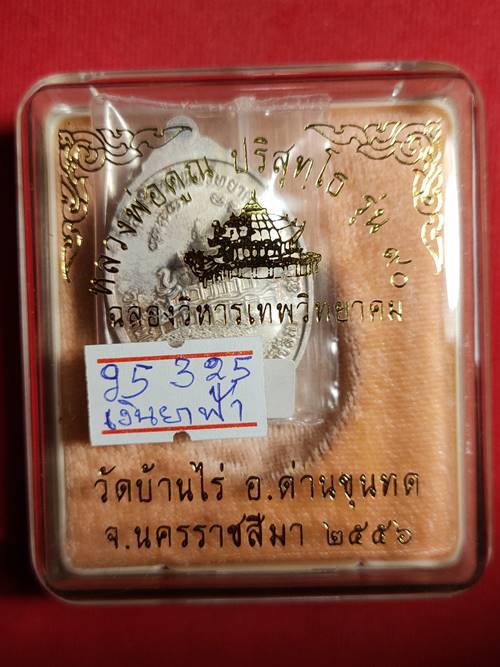 หลวงพ่อคูณ ปริสุทฺโธ รุ่น ๙๐
ฉลองวิหารเทพวิทยาคม
95 325
เงินยาฟ้า
วัดบ้านไร่ อ.ด่านขุนทด
จ.นครราชสีมา ๒๕๕๖